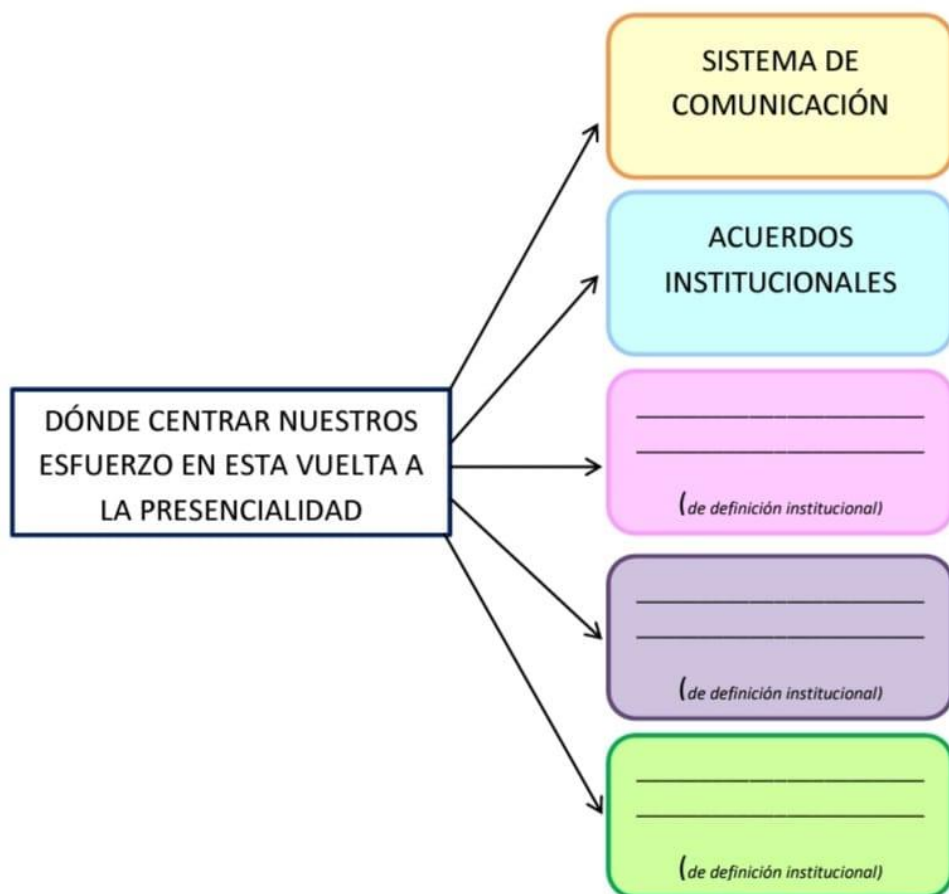 SISTEMA DE
COMUNICACIÓN
ACUERDOS
INSTITUCIONALES
DÓNDE CENTRAR NUESTROS
ESFUERZO EN ESTA VUELTA A
LA PRESENCIALIDAD
(de definición institucional)
(de definición institucional)
(de definición institucional)